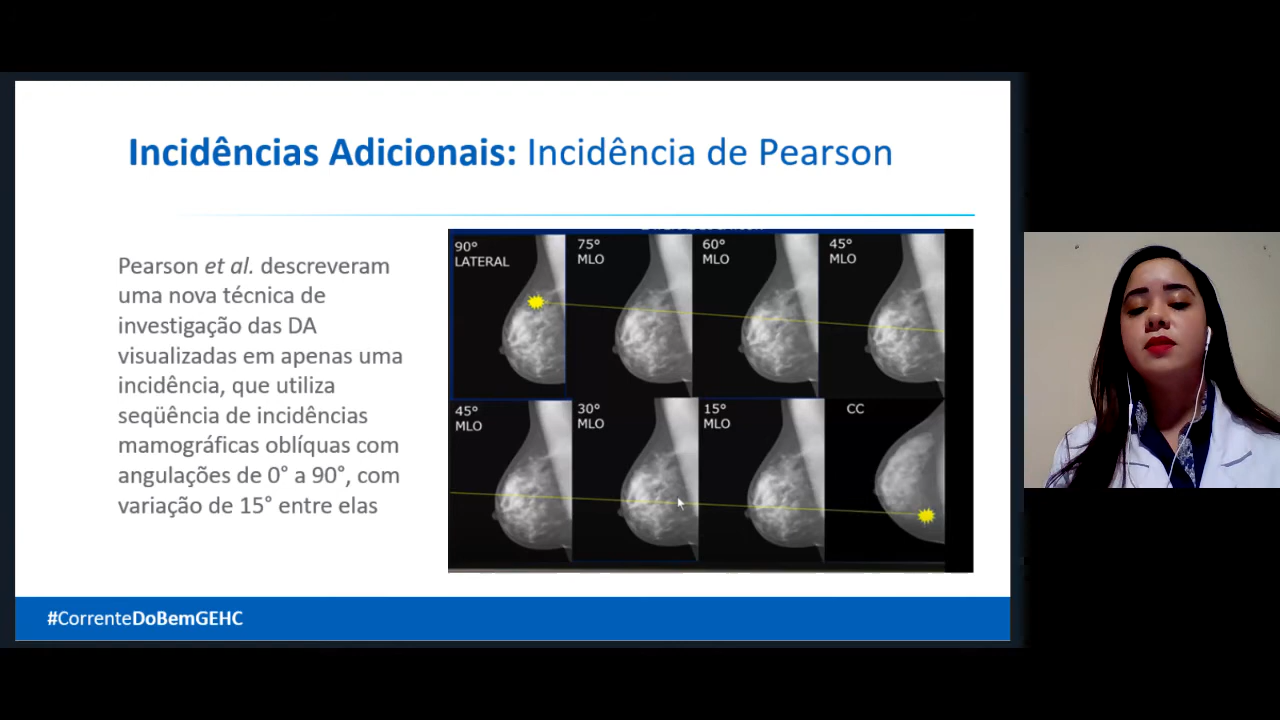 Incidências Adicionais: Incidência de Pearson
Pearson et al. descreveram
uma nova técnica de
investigação das DA
visualizadas em apenas uma
incidência, que utiliza
seqüência de incidências
mamográficas oblíquas com
angulações de 0° a 90°, com
variação de 15° entre elas
90°
LATERAL
75°
MLO
60°
MLO
45°
MLO
45°
MLO
30°
MLO
15°
MLO
CC
#CorrenteDoBemGEHC